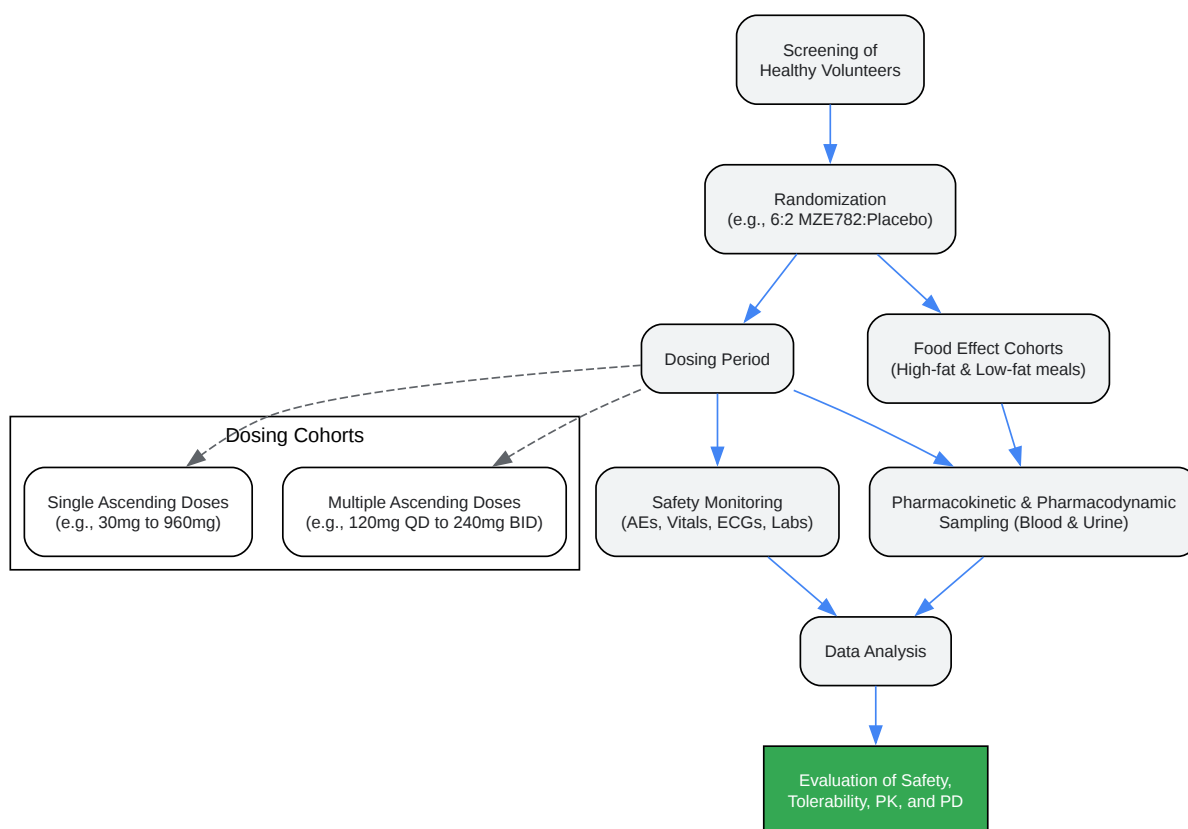 Screening of
Healthy Volunteers
Randomization
(e.g., 6:2 MZE782:Placebo)
Dosing Period
Food Effect Cohorts
(High-fat & Low-fat meals)
Dosing Cohorts
Single Ascending Doses
(e.g., 30mg to 960mg)
Multiple Ascending Doses
(e.g., 120mg QD to 240mg BID)
Safety Monitoring
(AEs, Vitals, ECGs, Labs)
Pharmacokinetic & Pharmacodynamic
Sampling (Blood & Urine)
Data Analysis
Evaluation of Safety,
Tolerability, PK, and PD